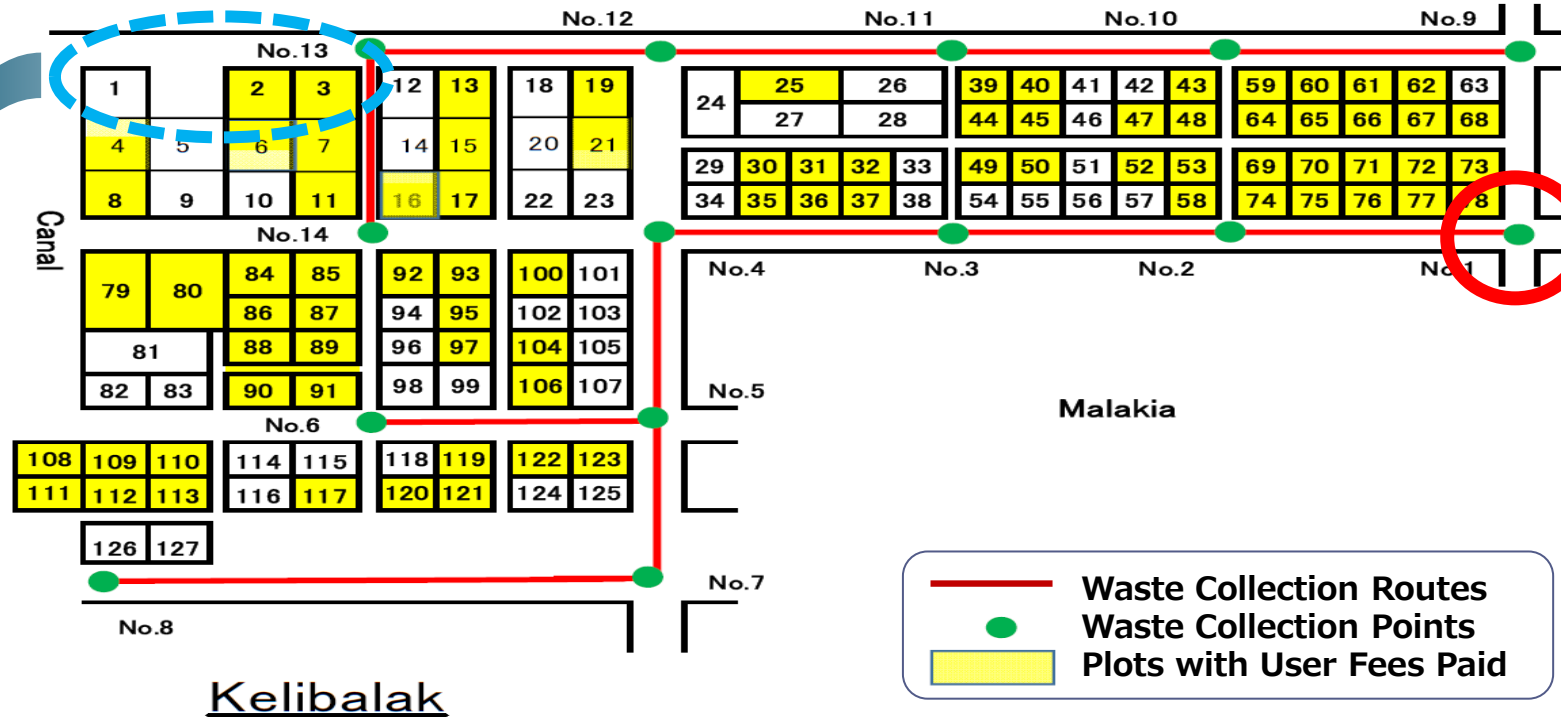 No.12 No.11 No.10 No.9
No.13
1 2 3 12 13 18 19 24 25 26 39 40 41 42 43 59 60 61 62 63
27 28 44 45 46 47 48 64 65 66 67 68
4 5 6 7 14 15 20 21
29 30 31 32 33 49 50 51 52 53 69 70 71 72 73
8 9 10 11 16 17 22 23 34 35 36 37 38 54 55 56 57 58 74 75 76 77 78
Canal
No.14
No.4 No.3 No.2 No.1
79 80 84 85 92 93 100 101
86 87 94 95 102 103
81 88 89 96 97 104 105
82 83 90 91 98 99 106 107
No.5
Malakia
No.6
108 109 110 114 115 118 119 122 123
111 112 113 116 117 120 121 124 125
126 127
No.7
No.8
Waste Collection Routes
Waste Collection Points
Plots with User Fees Paid
Kelibalak